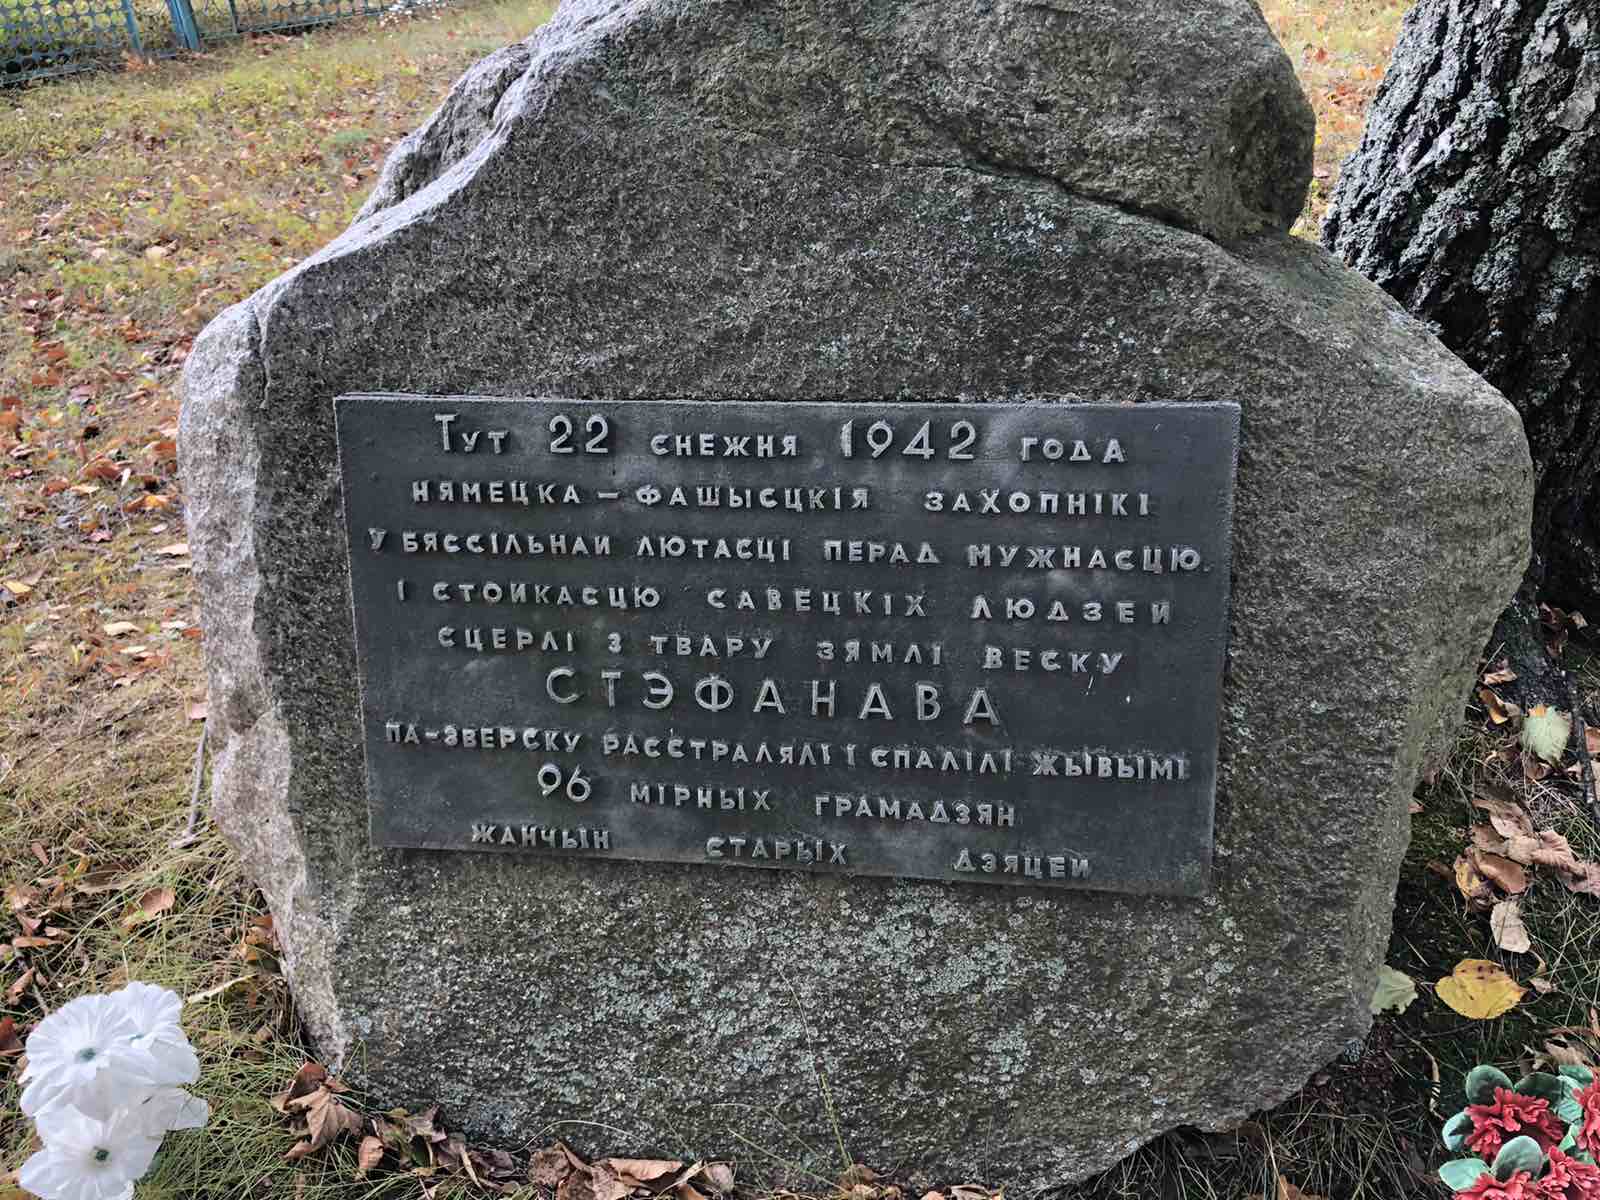 Тут 22 снежня 1942 года
нямецка-фашысцкія захопнікі
у бяссільнай лютасці перад мужнасцю
і стойкасцю савецкіх людзей
сцерлі з твару зямлі веску
СТЭФАНАВА
па-зверску расстралялі і спалілі жывымі
96 мірных грамадзян
жанчын старых дзяцей